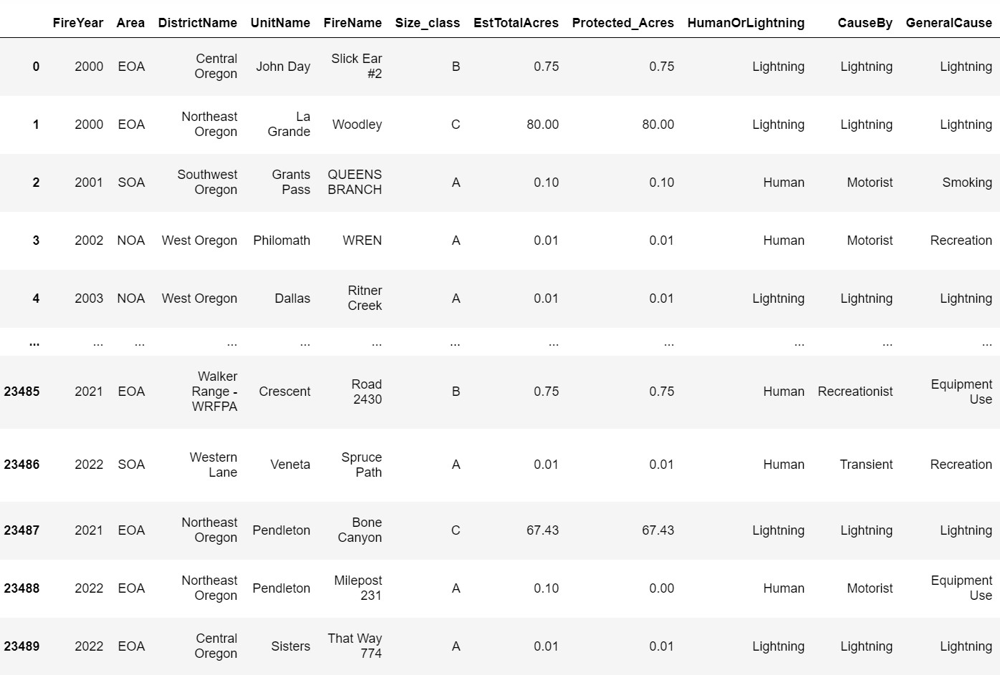 FireYear Area DistrictName UnitName FireName Size_class EstTotalAcres Protected_Acres HumanOrLightning CauseBy GeneralCause
0 2000 EOA Central Oregon John Day Slick Ear #2 B 0.75 0.75 Lightning Lightning Lightning
1 2000 EOA Northeast Oregon La Grande Woodley C 80.00 80.00 Lightning Lightning Lightning
2 2001 SOA Southwest Oregon Grants Pass QUEENS BRANCH A 0.10 0.10 Human Motorist Smoking
3 2002 NOA West Oregon Philomath WREN A 0.01 0.01 Human Motorist Recreation
4 2003 NOA West Oregon Dallas Ritner Creek A 0.01 0.01 Lightning Lightning Lightning
... ... ... ... ... ... ... ... ... ... ... ...
23485 2021 EOA Walker Range - WRFPA Crescent Road 2430 B 0.75 0.75 Human Recreationist Equipment Use
23486 2022 SOA Western Lane Veneta Spruce Path A 0.01 0.01 Human Transient Recreation
23487 2021 EOA Northeast Oregon Pendleton Bone Canyon C 67.43 67.43 Lightning Lightning Lightning
23488 2022 EOA Northeast Oregon Pendleton Milepost 231 A 0.10 0.00 Human Motorist Equipment Use
23489 2022 EOA Central Oregon Sisters That Way 774 A 0.01 0.01 Lightning Lightning Lightning